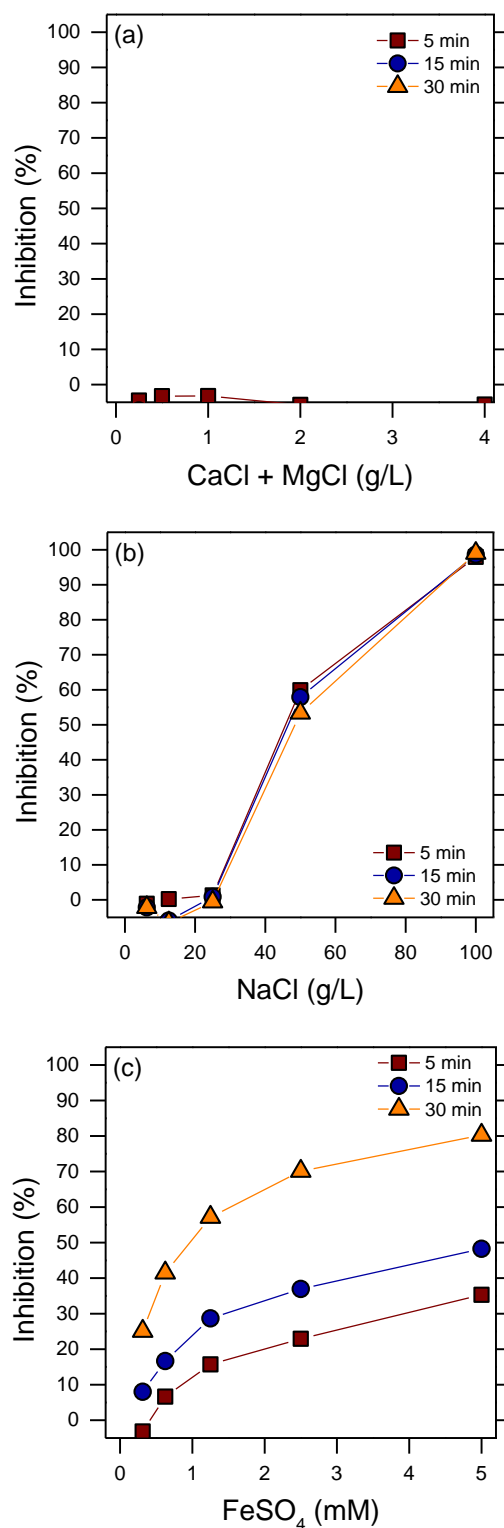 (a)
5 min
15 min
30 min
100
90
80
70
60
50
40
30
20
10
0
Inhibition (%)
0 1 2 3 4
CaCl + MgCl (g/L)
(b)
100
90
80
70
60
50
40
30
20
10
0
Inhibition (%)
5 min
15 min
30 min
0 20 40 60 80 100
NaCl (g/L)
(c)
5 min
15 min
30 min
100
90
80
70
60
50
40
30
20
10
0
Inhibition (%)
0 1 2 3 4 5
FeSO₄ (mM)